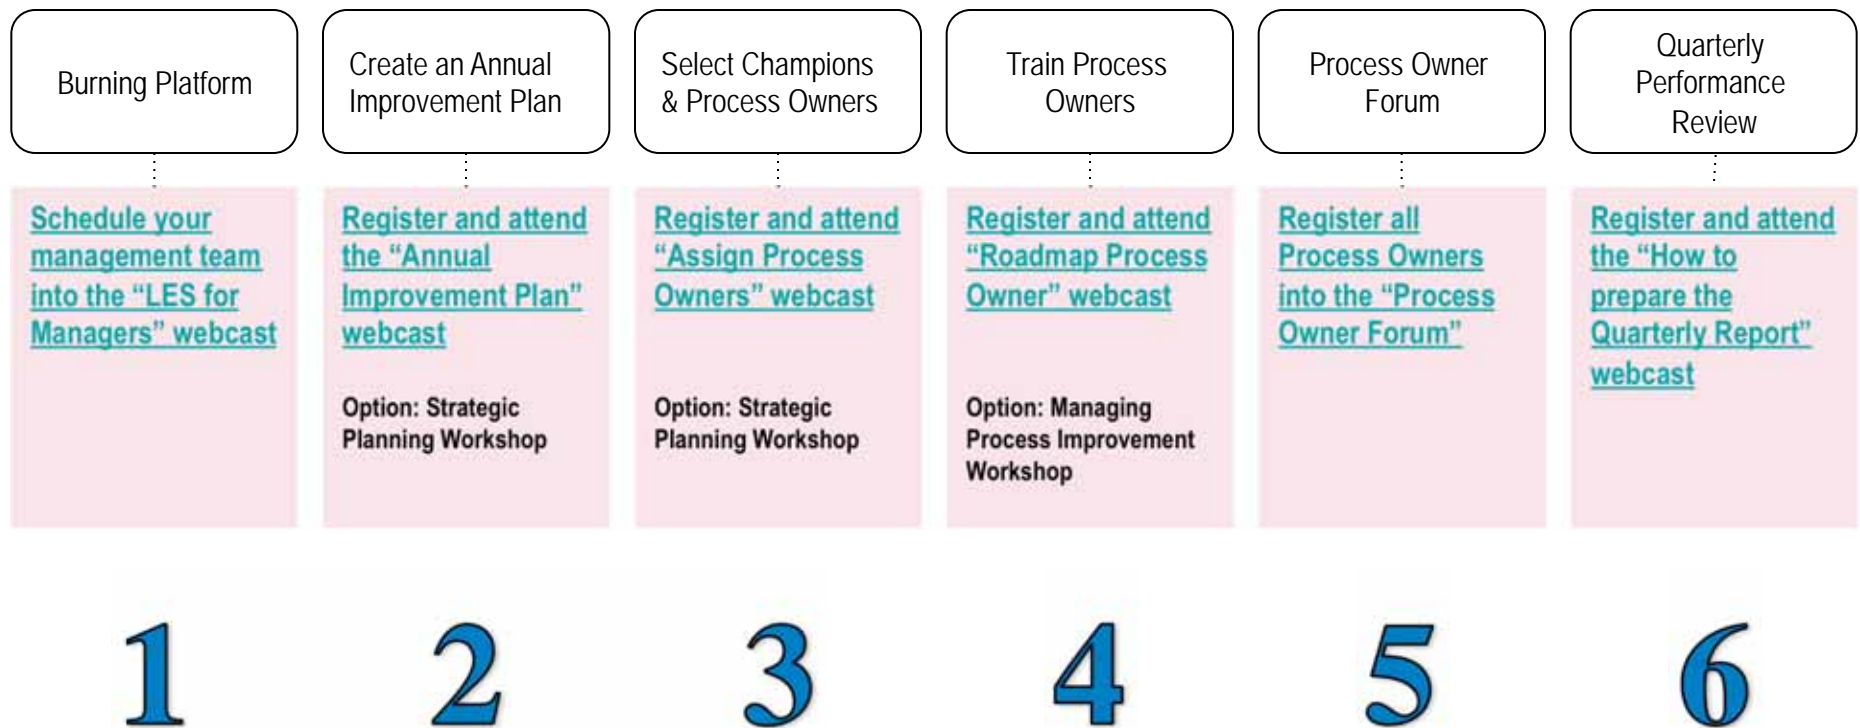 Burning Platform
Create an Annual
Improvement Plan
Select Champions
& Process Owners
Train Process
Owners
Process Owner
Forum
Quarterly
Performance
Review
Schedule your
management team
into the “LES for
Managers” webcast
Register and attend
the “Annual
Improvement Plan”
webcast
Option: Strategic
Planning Workshop
Register and attend
“Assign Process
Owners” webcast
Option: Strategic
Planning Workshop
Register and attend
“Roadmap Process
Owner” webcast
Option: Managing
Process Improvement
Workshop
Register all
Process Owners
into the “Process
Owner Forum”
Register and attend
the “How to
prepare the
Quarterly Report”
webcast
1
2
3
4
5
6